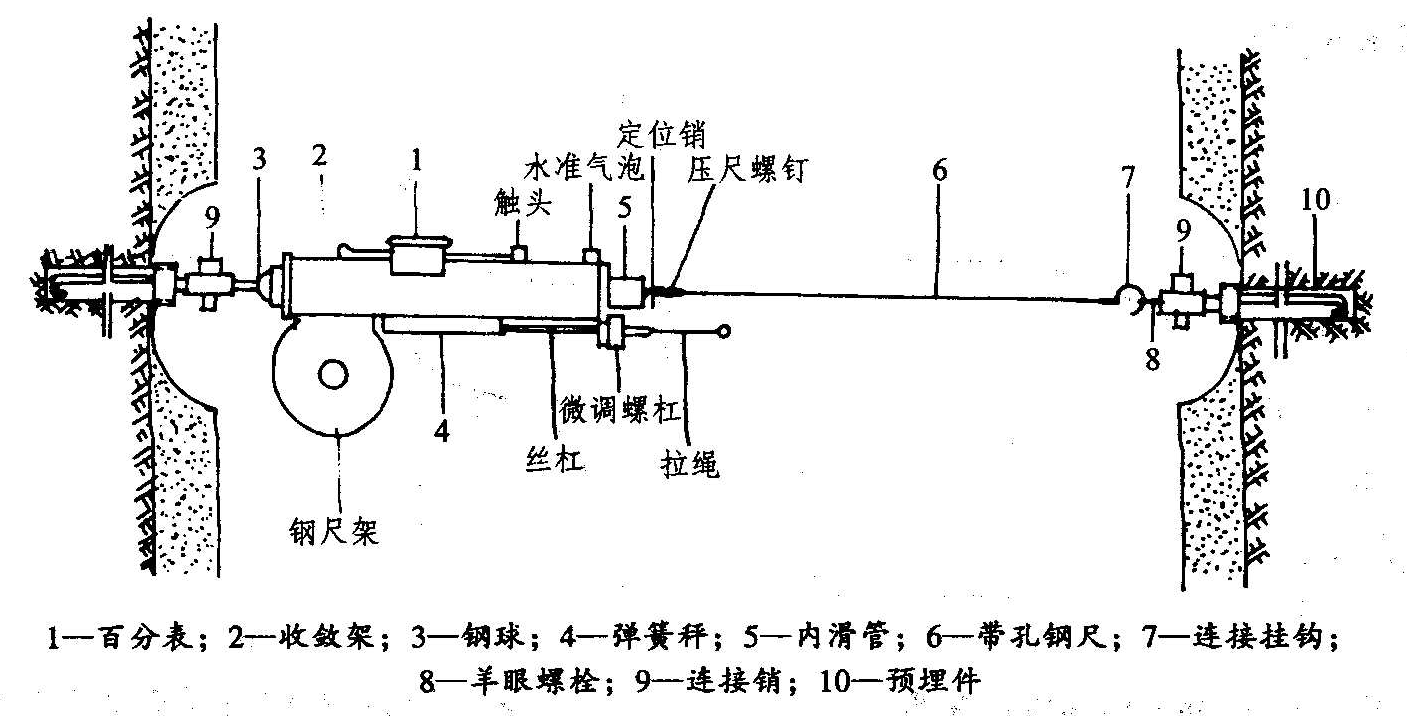 定位销
3
2
1
水准气泡
压尺螺钉
6
7
触头
5
10
9
9
8
4
微调螺杠
丝杠
拉绳
钢尺架
1—百分表；2—收敛架；3—钢球；4—弹簧秤；5—内滑管；6—带孔钢尺；7—连接挂钩；
8—羊眼螺栓；9—连接销；10—预埋件